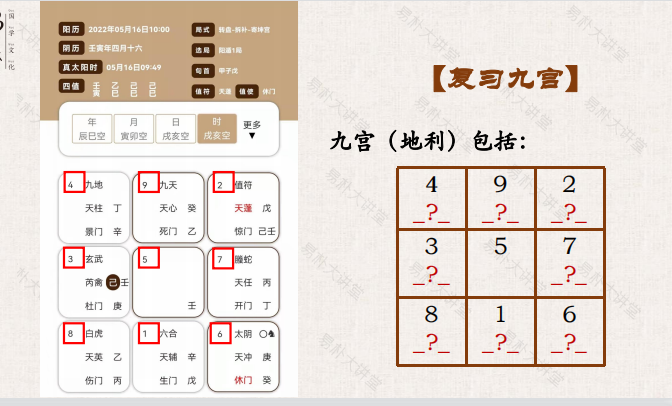 国学文化
阳历 2022年05月16日10:00
阴历 壬寅年四月十六
真太阳时 05月16日09:49
四值 壬寅 乙巳 己巳 己巳
局式 转盘-拆补-寄坤宫
选局 阳遁1局
旬首 甲子戊
值符 天蓬 值使 休门
年 月 日 时 更多
辰巳空 寅卯空 戌亥空 戌亥空 ▼
4 九地 9 九天 2 值符
天柱 丁 天心 癸 天蓬 戊
景门 辛 死门 乙 惊门 己壬
3 玄武 5 7 螣蛇
芮禽 己 壬 天任 丙
杜门 庚 壬 开门 丁
8 白虎 1 六合 6 太阴
天英 乙 天辅 辛 天冲 庚
伤门 丙 生门 戊 休门 癸
【复习九宫】
九宫（地利）包括：
4 9 2
_?_ _?_ _?_
3 5 7
_?_ _?_
8 1 6
_?_ _?_ _?_
易卦大讲堂